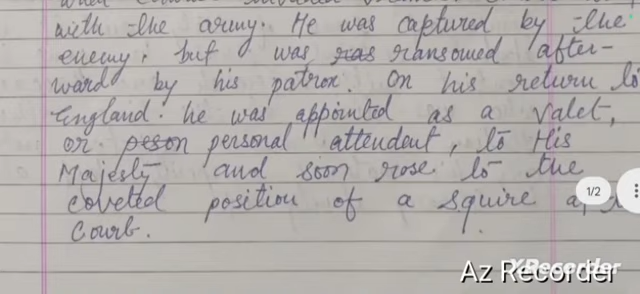 with the army. He was captured by the
enemy, but was ras ransomed after-
ward by his patron. On his return to
England. he was appointed as a Valet,
or peson personal attendent, to His
Majesty and soon rose to the
1/2
coveted position of a squire at
Court.
Az Recorder
XRecorder